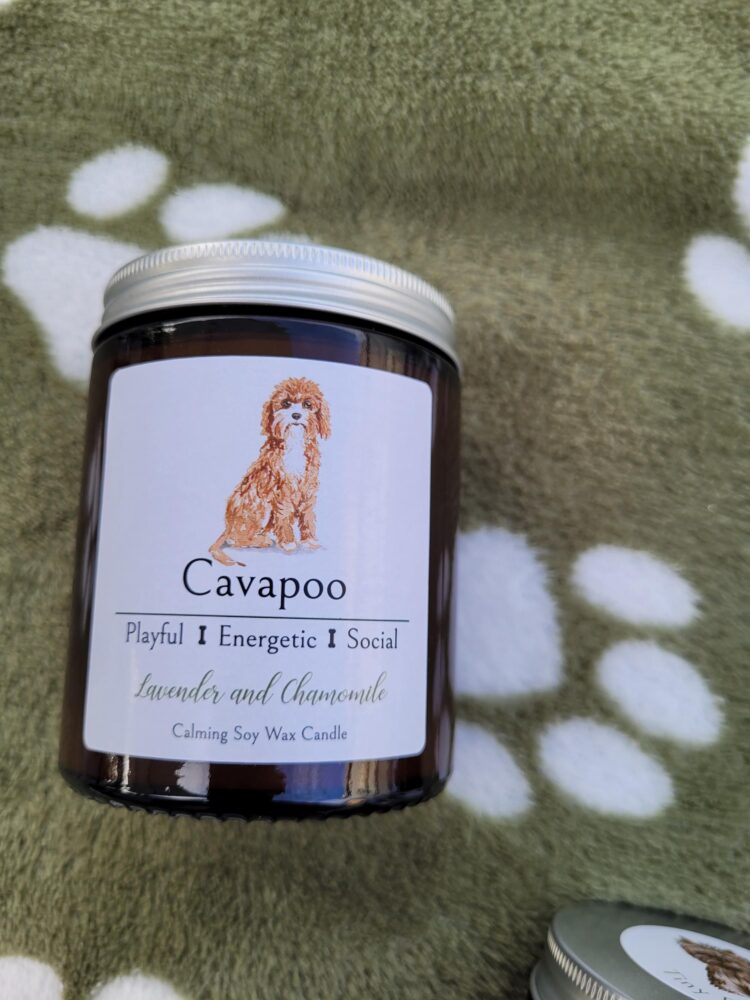 Cavapoo
Playful I Energetic I Social
Lavender and Chamomile
Calming Soy Wax Candle